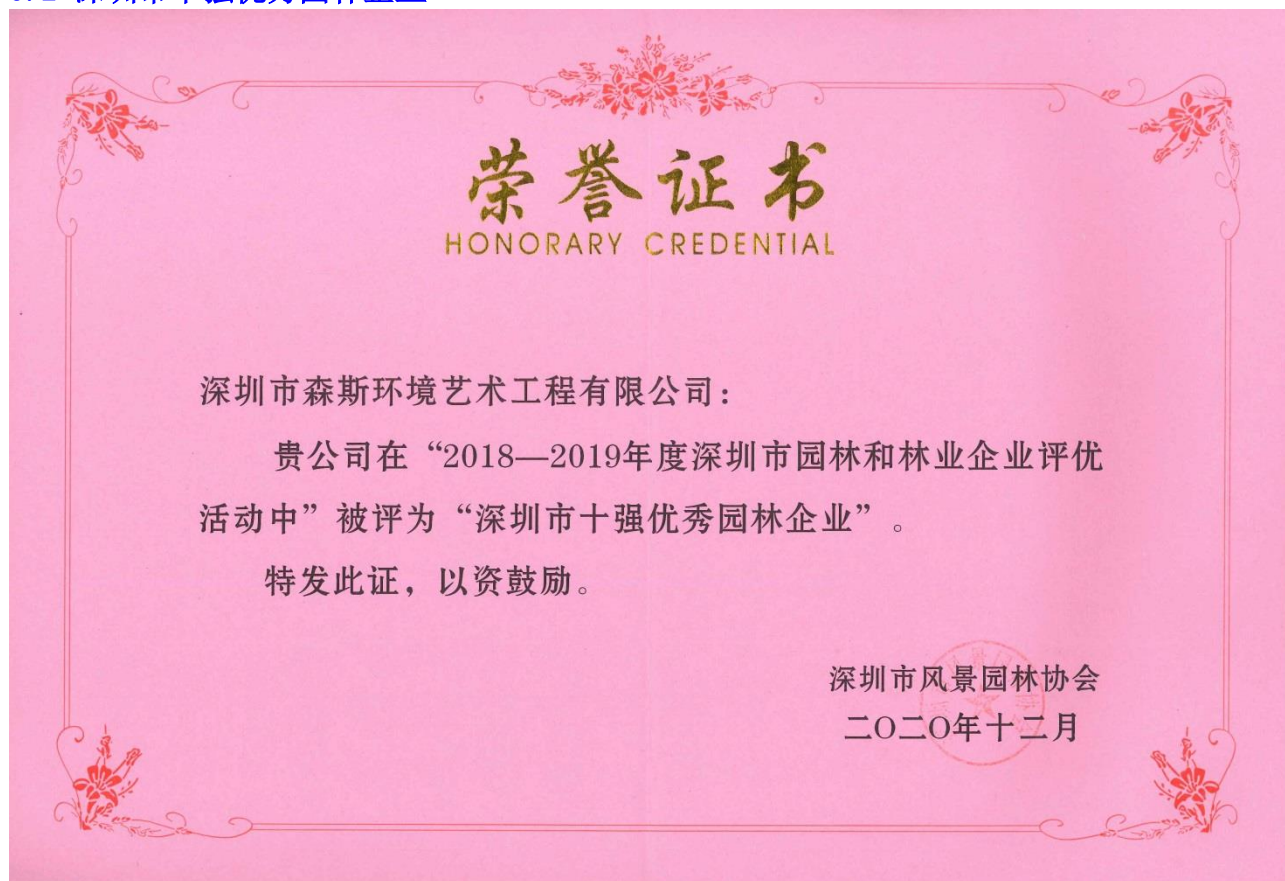 荣誉证书
HONORARY CREDENTIAL
深圳市森斯环境艺术工程有限公司：
贵公司在“2018—2019年度深圳市园林和林业企业评优
活动中”被评为“深圳市十强优秀园林企业”。
特发此证，以资鼓励。
深圳市风景园林协会
二〇二〇年十二月